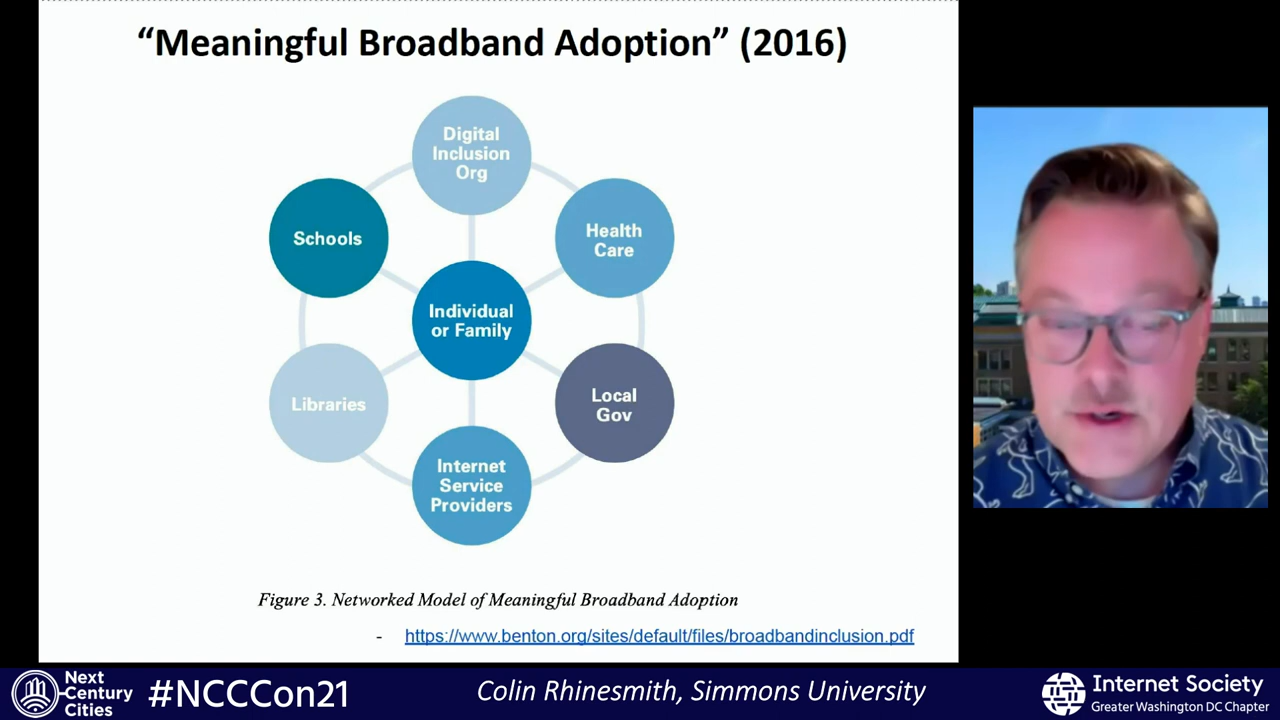 “Meaningful Broadband Adoption” (2016)
Digital
Inclusion
Org
Schools
Health
Care
Individual
or Family
Libraries
Local
Gov
Internet
Service
Providers
Figure 3. Networked Model of Meaningful Broadband Adoption
- https://www.benton.org/sites/default/files/broadbandinclusion.pdf
Next
Century
Cities
#NCCCon21
Colin Rhinesmith, Simmons University
Internet Society
Greater Washington DC Chapter